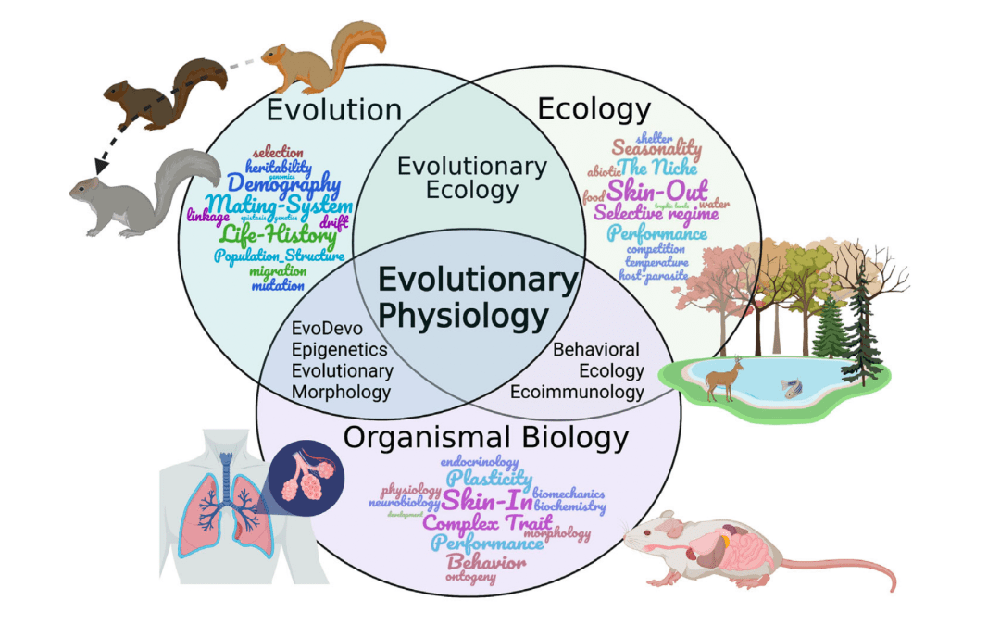 Evolution
selection
heritability
genomics
Demography
Mating-System
linkage
epistasis
genetics
drift
Life-History
Population_Structure
migration
mutation
Evolutionary
Ecology
Ecology
shelter
Seasonality
abiotic
The Niche
food
Skin-Out
trophic levels
water
Selective regime
Performance
competition
temperature
host-parasite
Evolutionary
Physiology
EvoDevo
Epigenetics
Evolutionary
Morphology
Behavioral
Ecology
Ecoimmunology
Organismal Biology
endocrinology
Plasticity
physiology
biomechanics
neurobiology
Skin-In
biochemistry
development
Complex Trait
morphology
Performance
Behavior
ontogeny